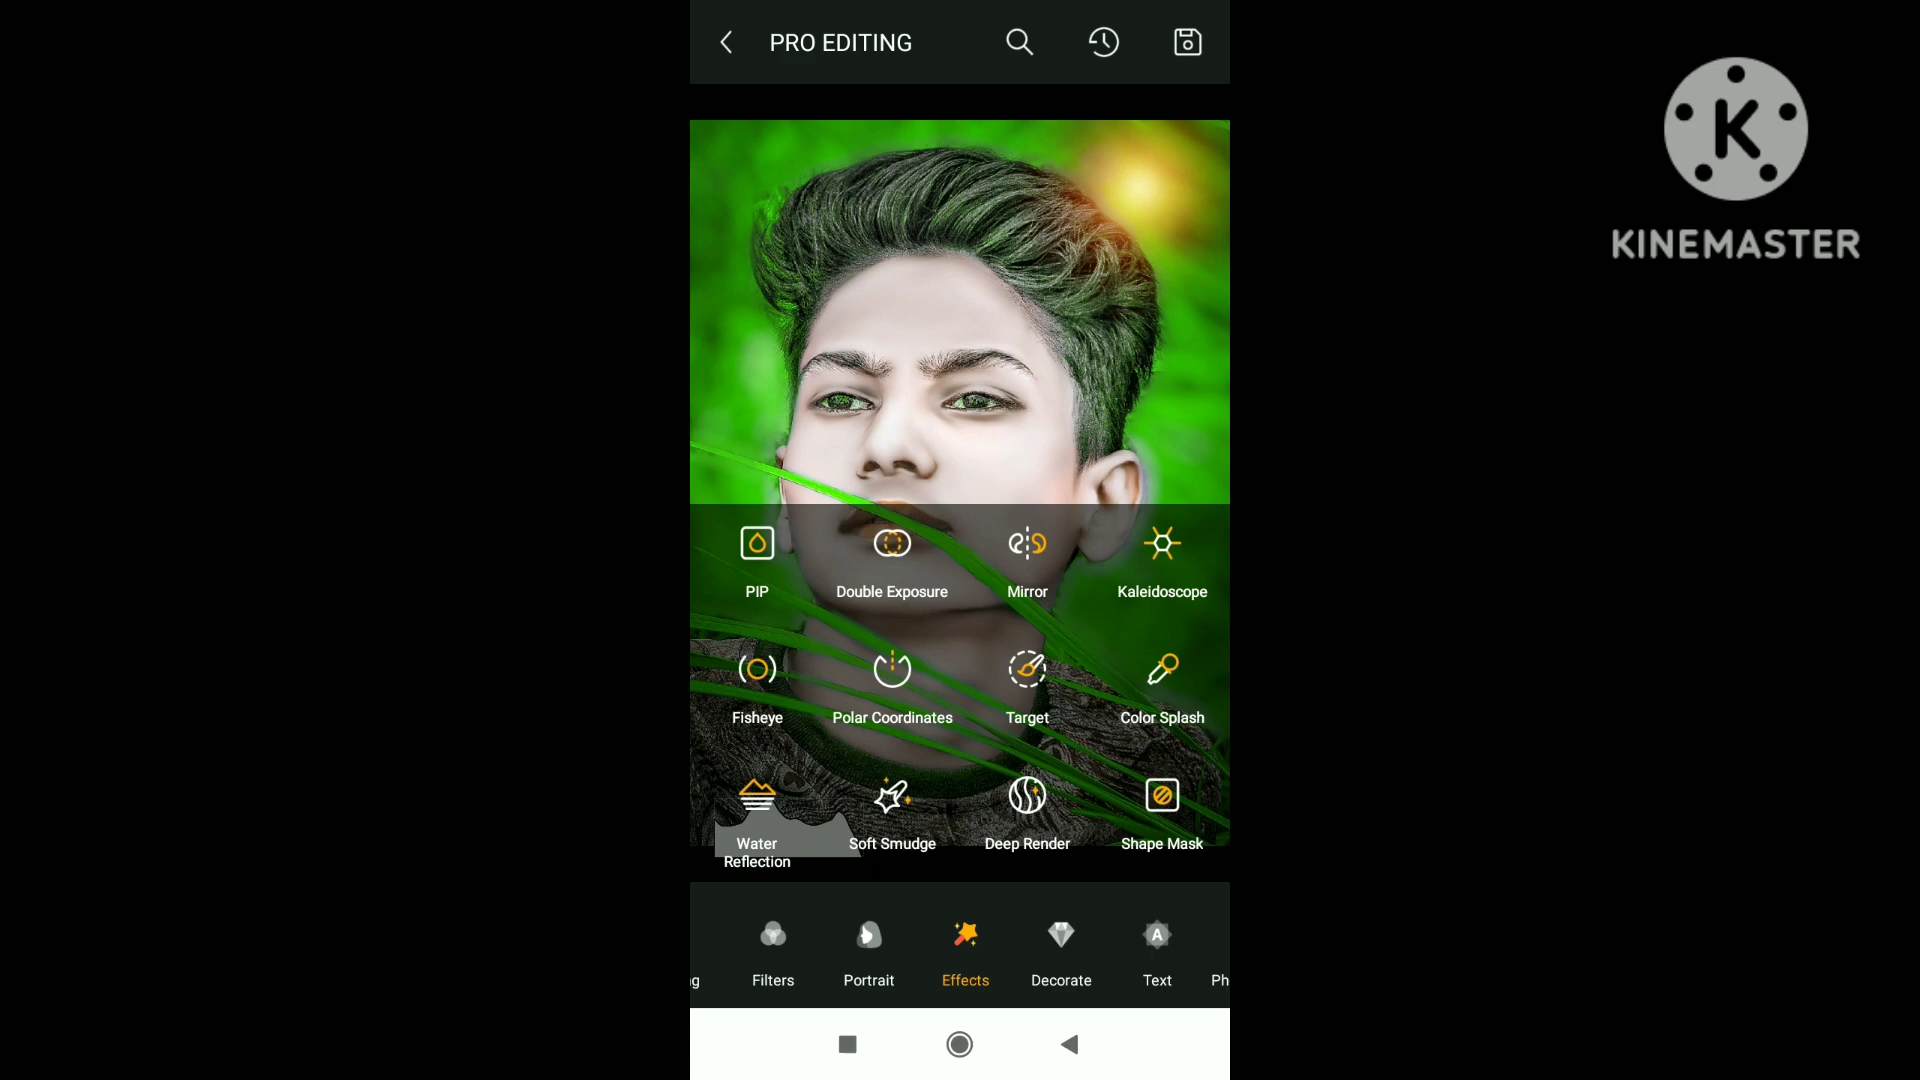 PRO EDITING
K
KINEMASTER
PIP
Double Exposure
Mirror
Kaleidoscope
Fisheye
Polar Coordinates
Target
Color Splash
Water
Reflection
Soft Smudge
Deep Render
Shape Mask
g
Filters
Portrait
Effects
Decorate
A
Text
Ph